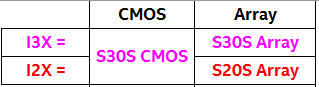 CMOS Array
I3X = S30S CMOS S30S Array
I2X = S20S Array